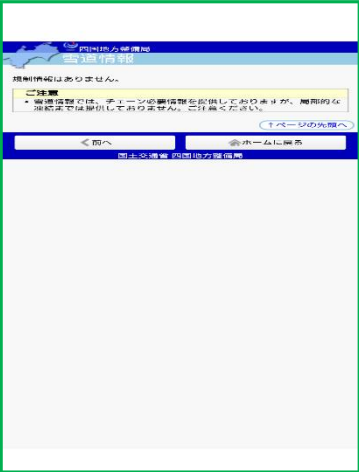 四国地方整備局
雪道情報
規制情報はありません。
ご注意
• 雪道情報では、チェーン必要情報を提供しておりますが、局部的な
凍結までは提供しておりません。ご注意ください。
↑ページの先頭へ
＜前へ
ホームに戻る
国土交通省 四国地方整備局